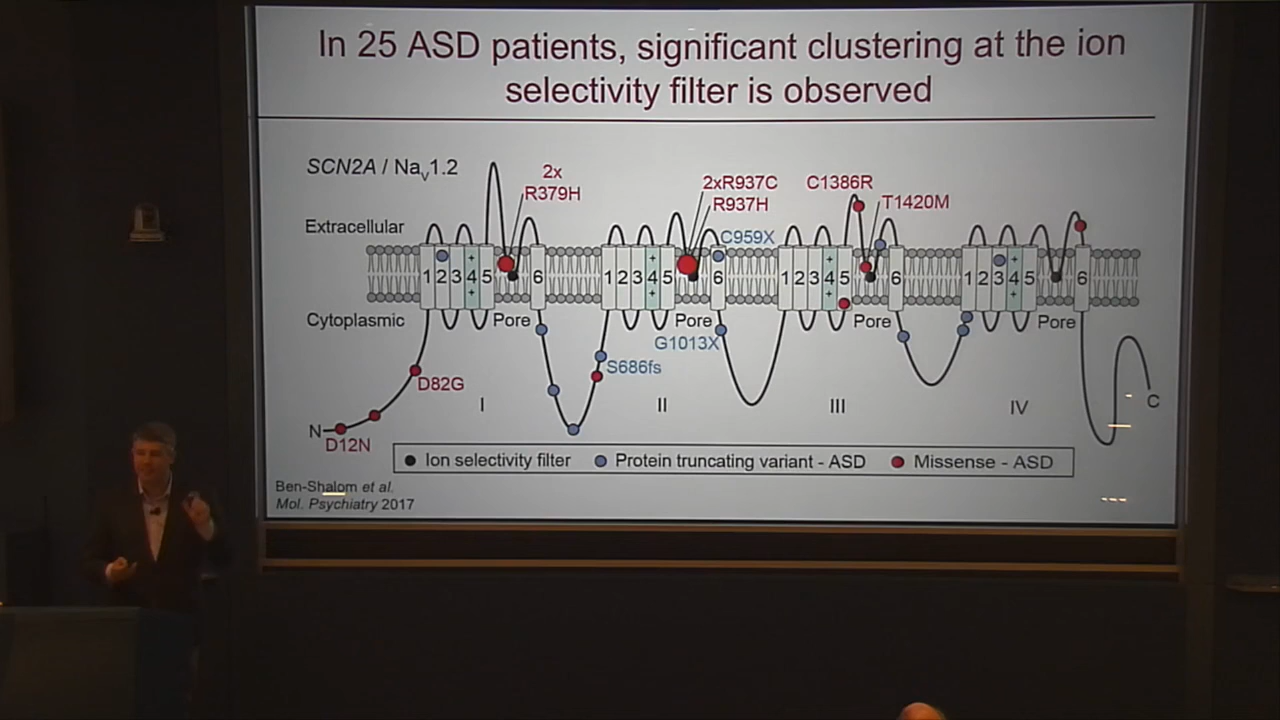 In 25 ASD patients, significant clustering at the ion
selectivity filter is observed
SCN2A / Nav1.2
2x
R379H
2xR937C
R937H
C1386R
T1420M
Extracellular
C959X
1 2 3 4 5 6 1 2 3 4 5 6 1 2 3 4 5 6 1 2 3 4 5 6
+ + + +
+ + + +
+ + + +
Cytoplasmic
Pore Pore Pore Pore
G1013X
S686fs
D82G
I II III IV
C
N
D12N
Ion selectivity filter Protein truncating variant - ASD Missense - ASD
Ben-Shalom et al.
Mol. Psychiatry 2017